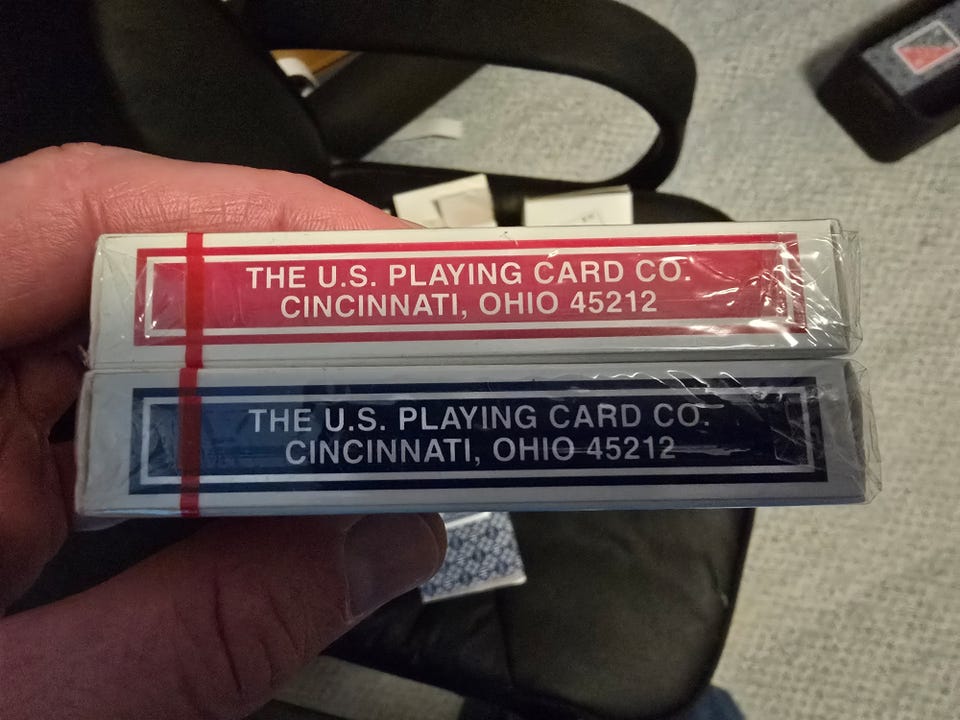 THE U.S. PLAYING CARD CO.
CINCINNATI, OHIO 45212
THE U.S. PLAYING CARD CO.
CINCINNATI, OHIO 45212